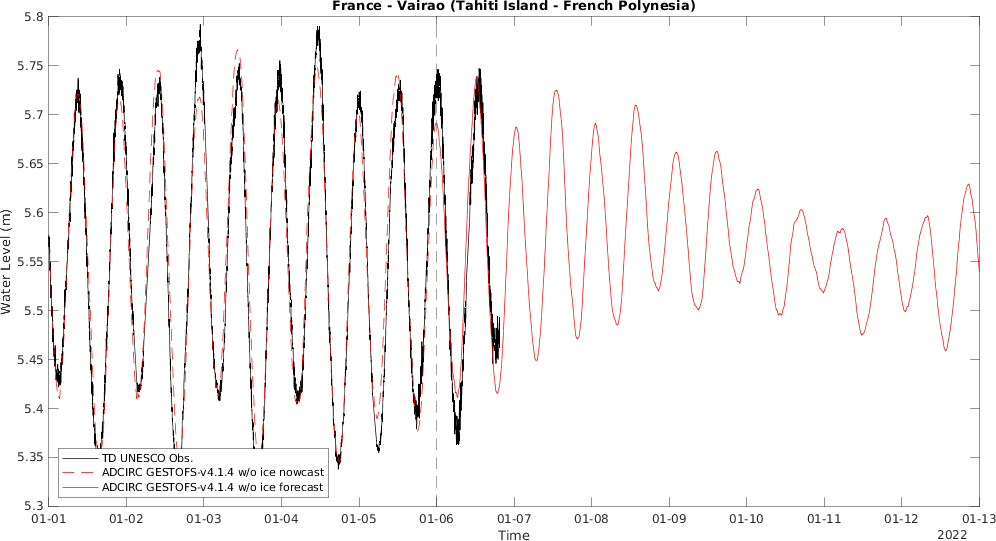 France - Vairao (Tahiti Island - French Polynesia)
5.8
5.75
5.7
5.65
5.6
5.55
5.5
5.45
5.4
5.35
5.3
Water Level (m)
TD UNESCO Obs.
ADCIRC GESTOFS-v4.1.4 w/o ice nowcast
ADCIRC GESTOFS-v4.1.4 w/o ice forecast
01-01 01-02 01-03 01-04 01-05 01-06 01-07 01-08 01-09 01-10 01-11 01-12 01-13
Time
2022